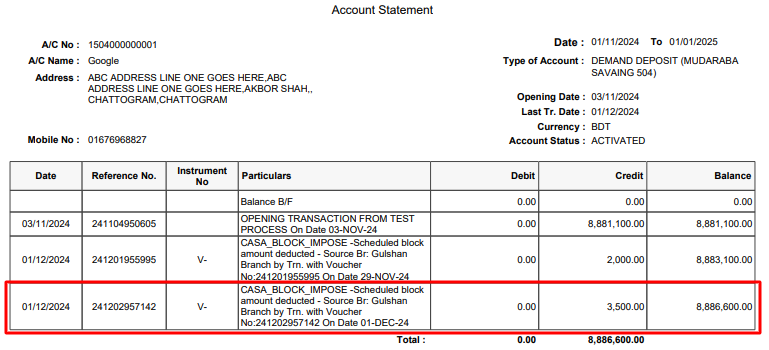 Account Statement
A/C No : 1504000000001
Date : 01/11/2024 To 01/01/2025
A/C Name : Google
Type of Account : DEMAND DEPOSIT (MUDARABA
SAVAING 504)
Address : ABC ADDRESS LINE ONE GOES HERE,ABC
ADDRESS LINE ONE GOES HERE,AKBOR SHAH,,
CHATTOGRAM,CHATTOGRAM
Opening Date : 03/11/2024
Last Tr. Date : 01/12/2024
Currency : BDT
Mobile No : 01676968827
Account Status : ACTIVATED
Date Reference No. Instrument No Particulars Debit Credit Balance
Balance B/F 0.00 0.00 0.00
03/11/2024 241104950605 OPENING TRANSACTION FROM TEST 0.00 8,881,100.00 8,881,100.00
PROCESS On Date 03-NOV-24
CASA_BLOCK_IMPOSE -Scheduled block
amount deducted - Source Br: Gulshan
01/12/2024 241201955995 V- Branch by Trn. with Voucher 0.00 2,000.00 8,883,100.00
No:241201955995 On Date 29-NOV-24
CASA_BLOCK_IMPOSE -Scheduled block
amount deducted - Source Br: Gulshan
01/12/2024 241202957142 V- Branch by Trn. with Voucher 0.00 3,500.00 8,886,600.00
No:241202957142 On Date 01-DEC-24
Total : 0.00 8,886,600.00